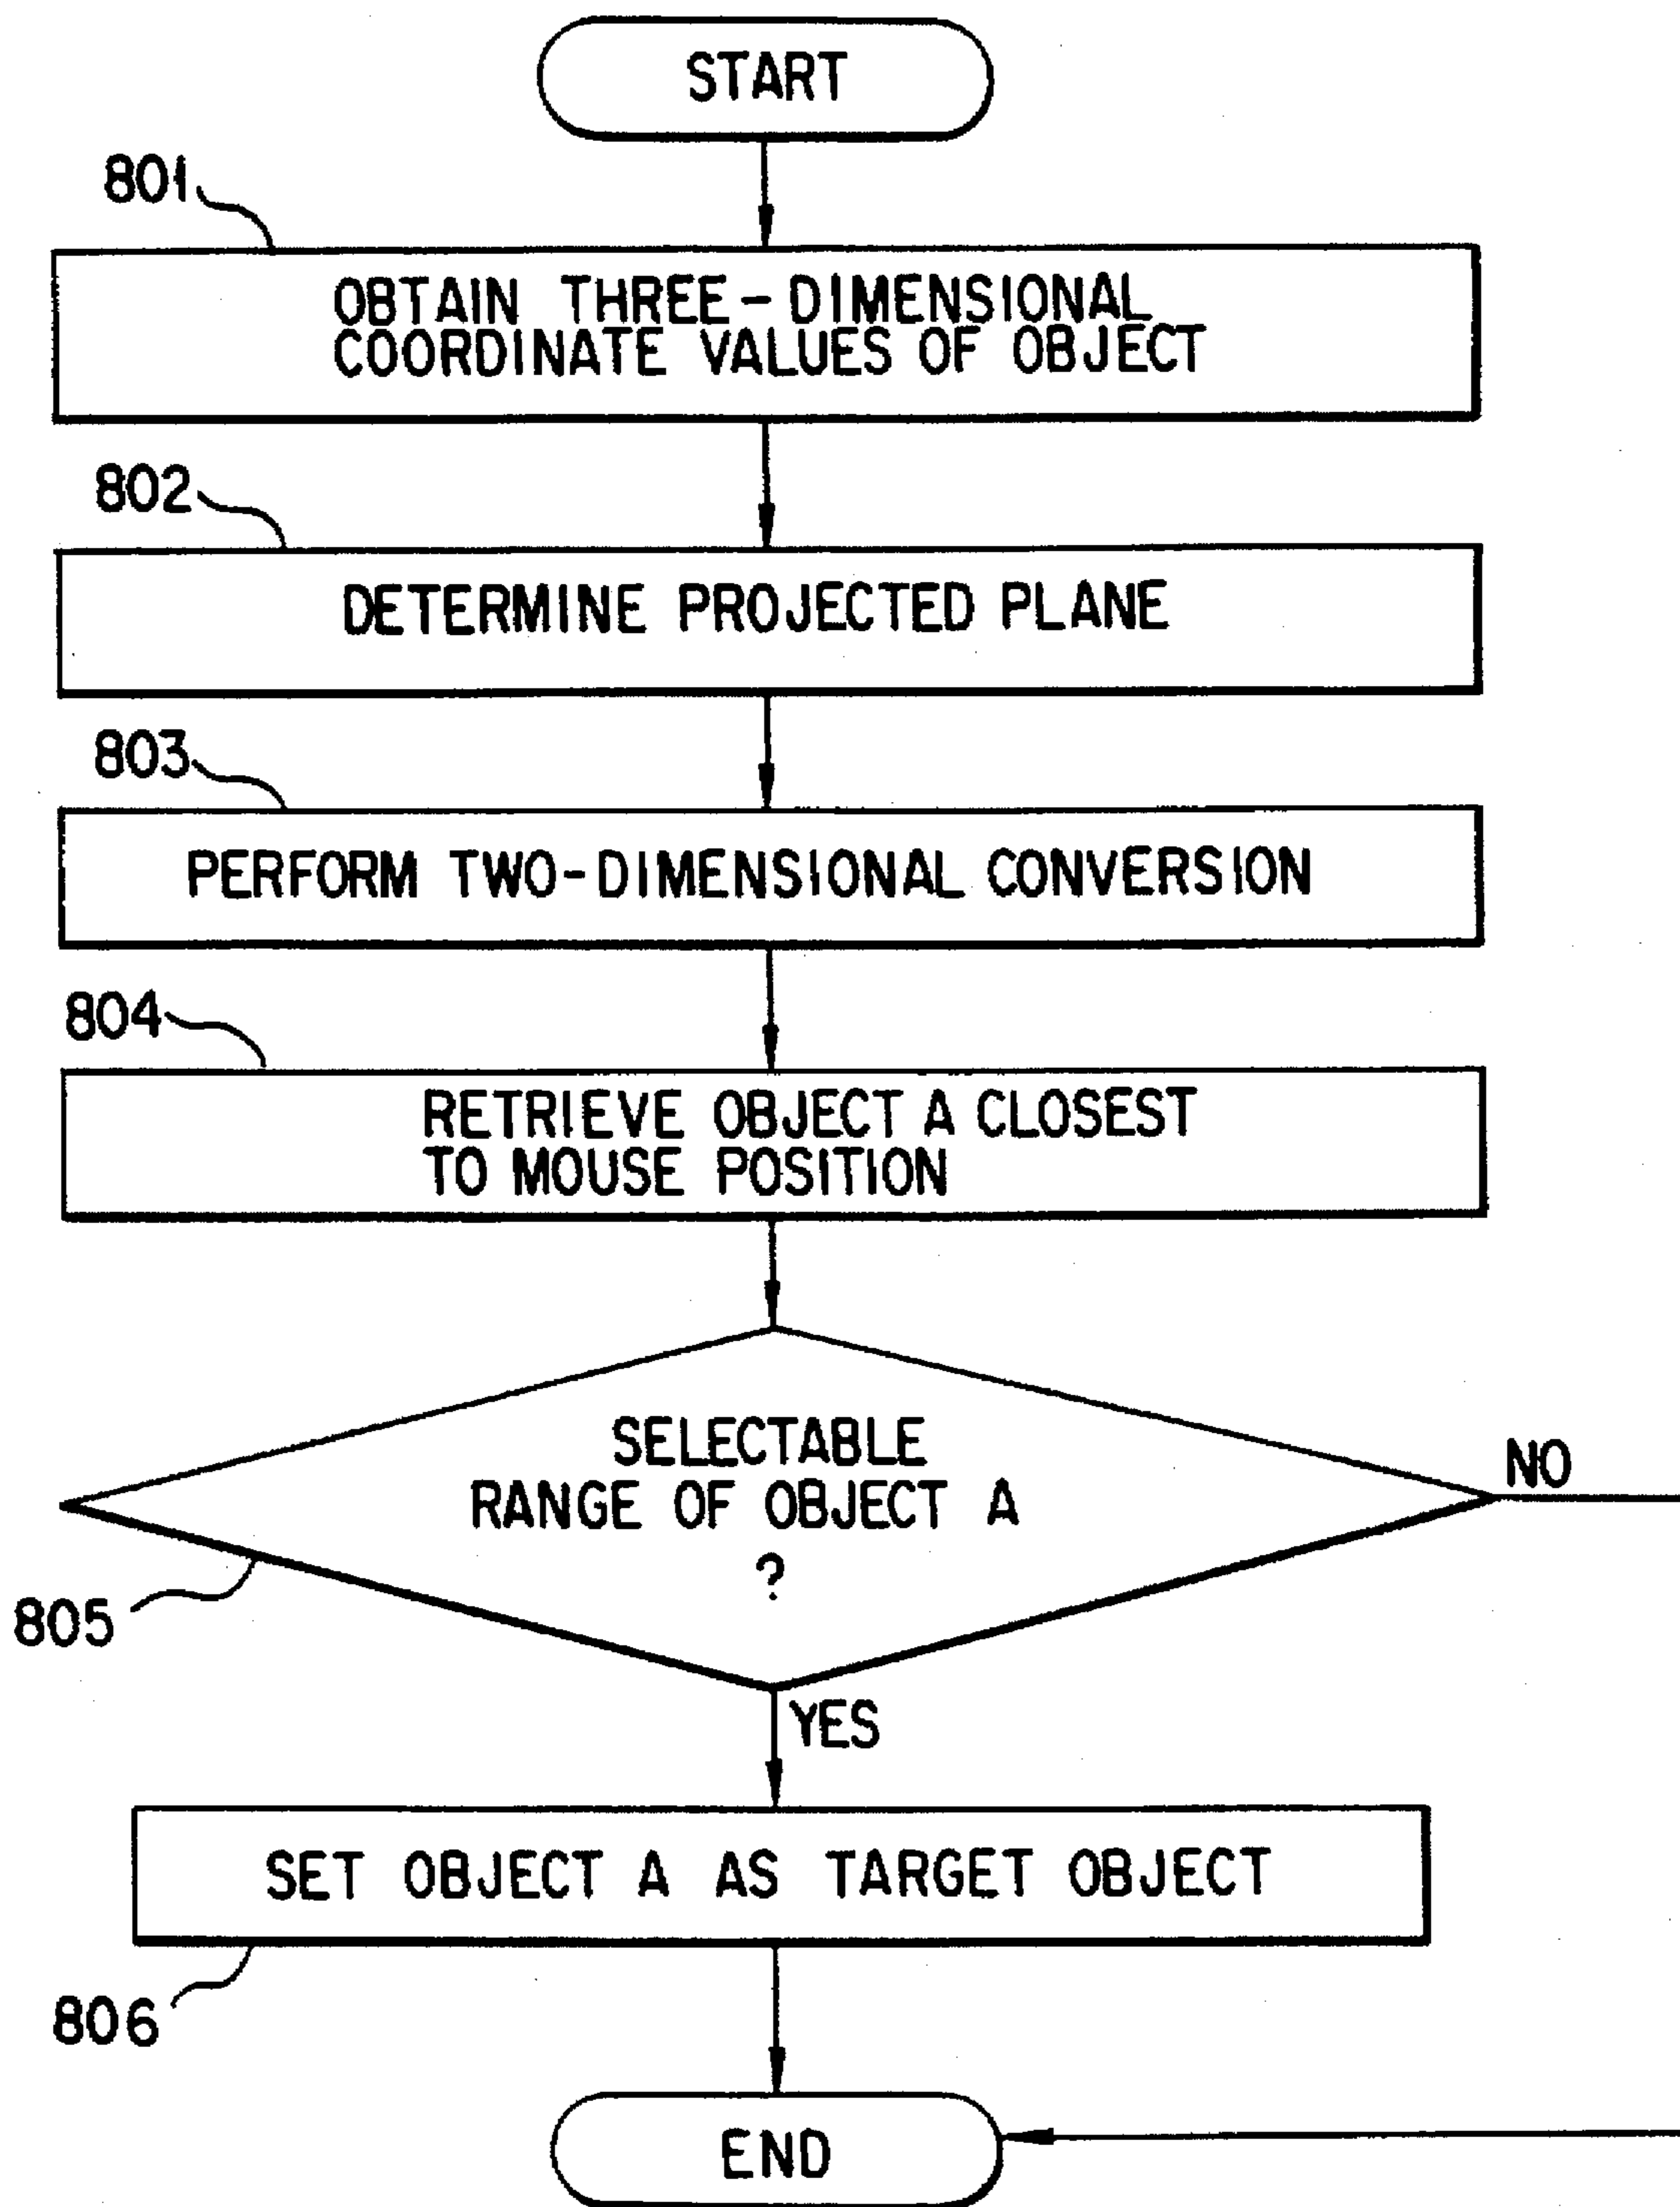 START
801
OBTAIN THREE-DIMENSIONAL
COORDINATE VALUES OF OBJECT
802
DETERMINE PROJECTED PLANE
803
PERFORM TWO-DIMENSIONAL CONVERSION
804
RETRIEVE OBJECT A CLOSEST
TO MOUSE POSITION
SELECTABLE
RANGE OF OBJECT A
?
NO
805
YES
SET OBJECT A AS TARGET OBJECT
806
END